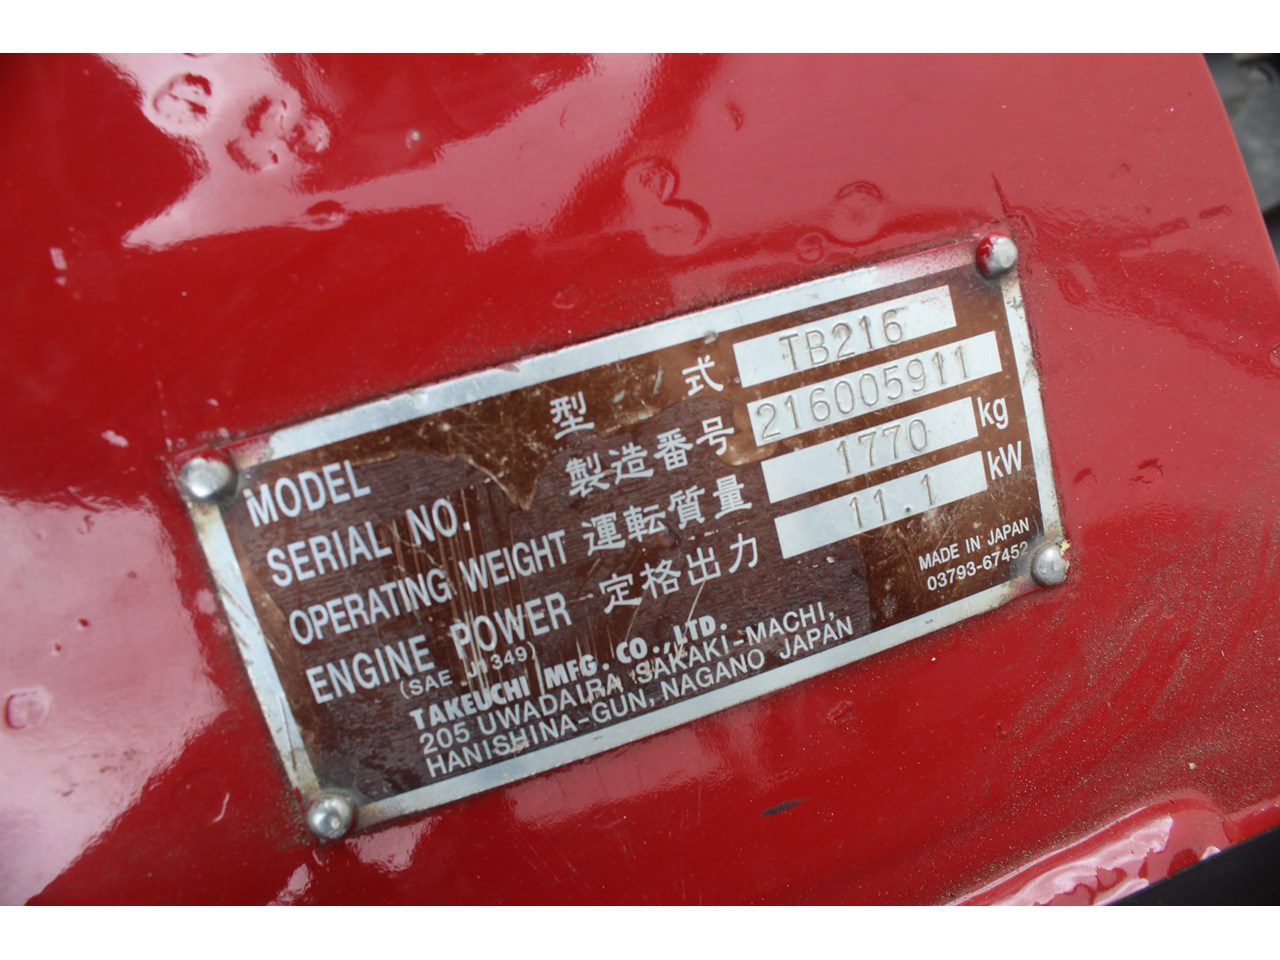 MODEL 型式 TB216
SERIAL NO. 製造番号 216005911
OPERATING WEIGHT 運転質量 1770 kg
ENGINE POWER 定格出力 11.1 kW
(SAE J1349)
MADE IN JAPAN
03793-67452
TAKEUCHI MFG. CO., LTD.
205 UWADAIRA SAKAKI-MACHI,
HANISHINA-GUN, NAGANO JAPAN